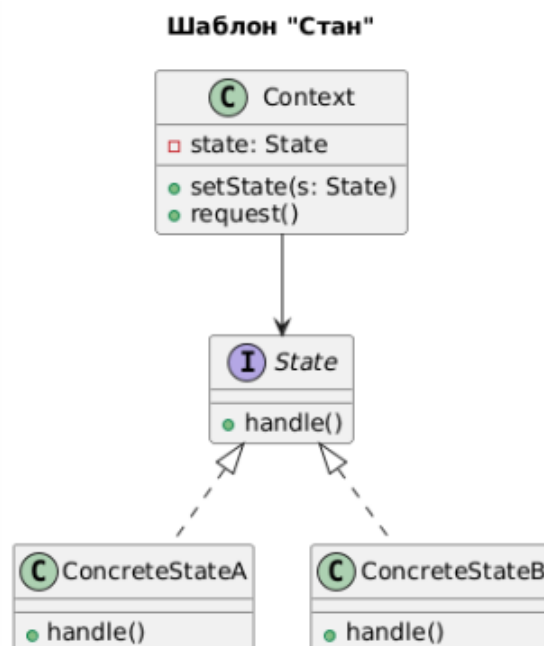 Шаблон "Стан"
C Context
state: State
setState(s: State)
request()
I State
handle()
C ConcreteStateA
handle()
C ConcreteStateB
handle()